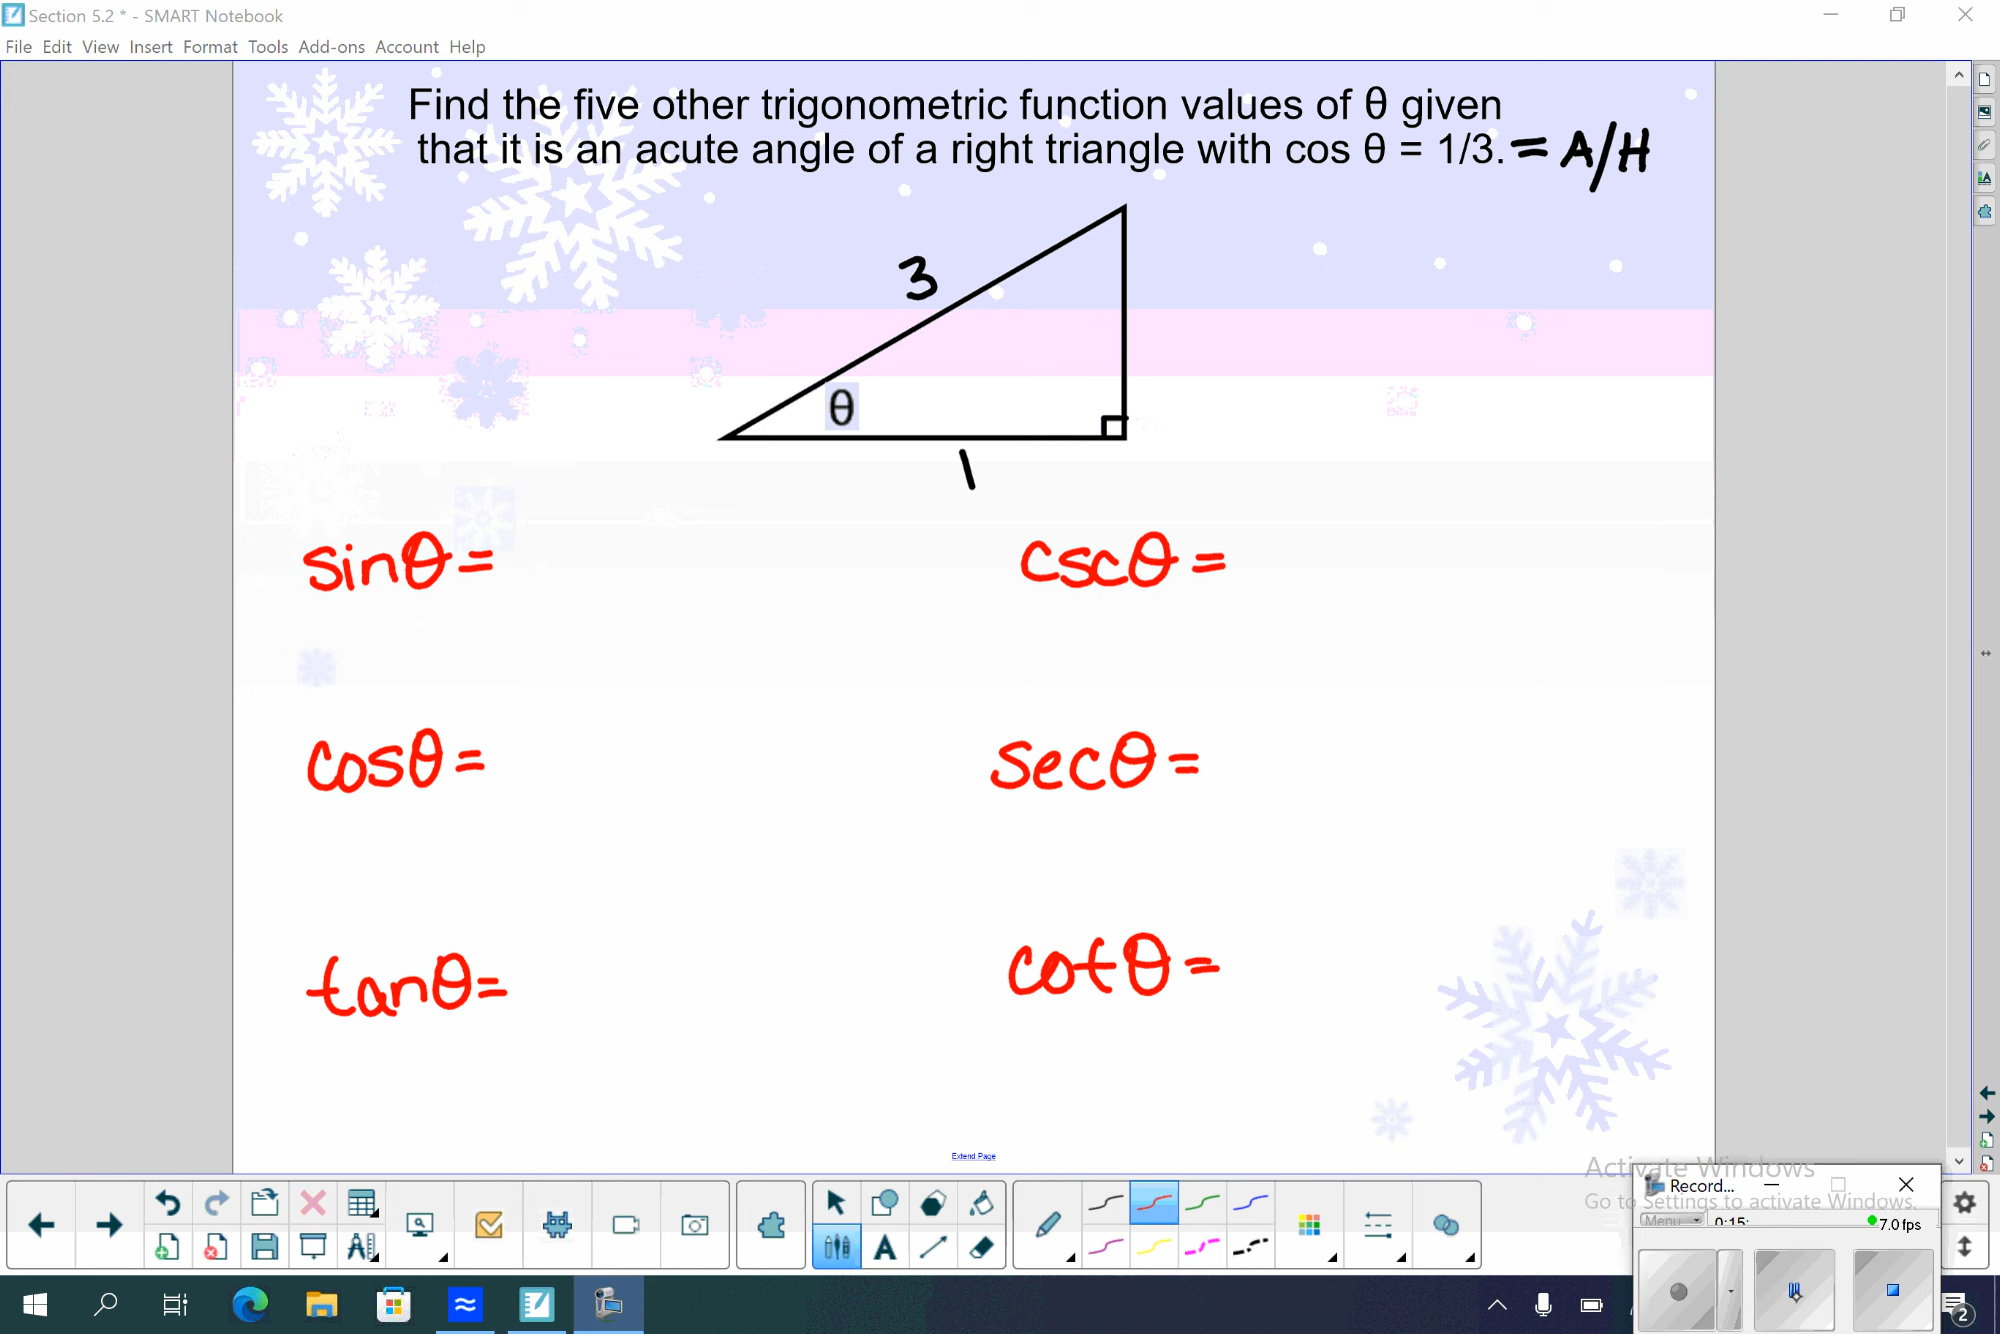 Section 5.2 * - SMART Notebook
File Edit View Insert Format Tools Add-ons Account Help
Find the five other trigonometric function values of θ given
that it is an acute angle of a right triangle with cos θ = 1/3. = A/H
3
θ
1
sinθ= cscθ=
cosθ= secθ=
tanθ= cotθ=
Extend Page
Activate Windows
Go to Settings to activate Windows.
Record...
Menu 0:15: 7.0 fps
A
2